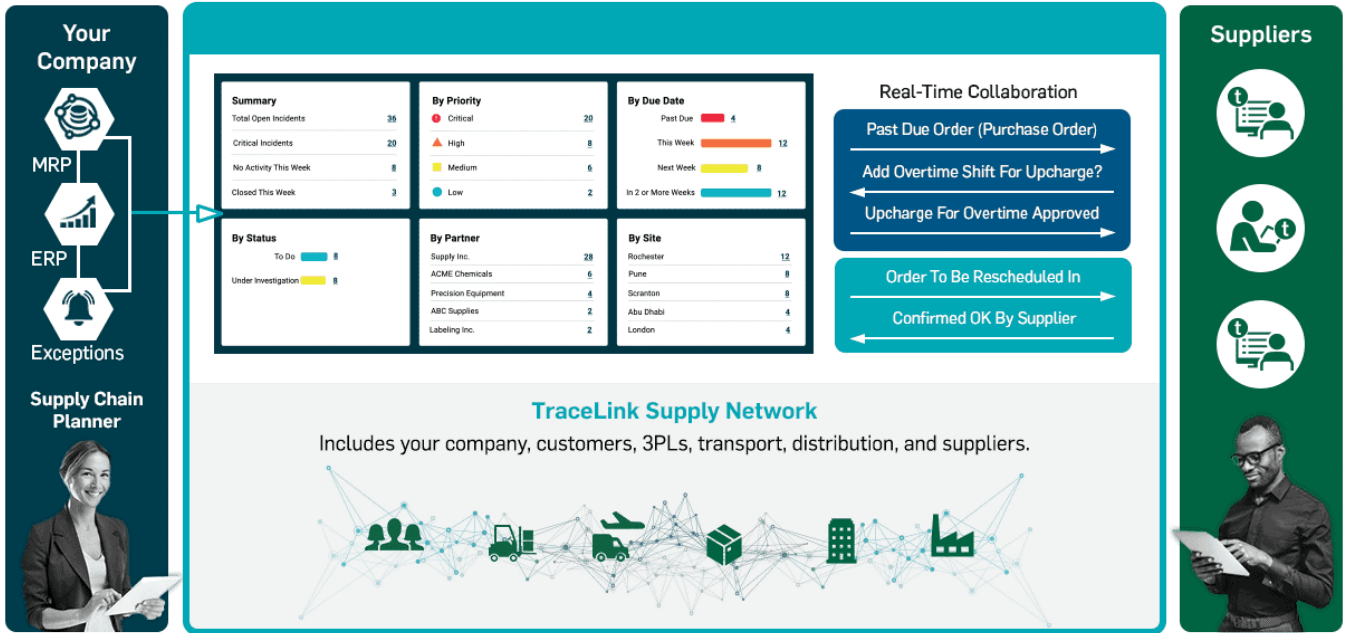 Your
Company
MRP
ERP
Exceptions
Supply Chain
Planner
Summary
Total Open Incidents 36
Critical Incidents 20
No Activity This Week 8
Closed This Week 3
By Priority
Critical 20
High 8
Medium 6
Low 2
By Due Date
Past Due 4
This Week 12
Next Week 8
In 2 or More Weeks 12
By Status
To Do 8
Under Investigation 8
By Partner
Supply Inc. 28
ACME Chemicals 6
Precision Equipment 4
ABC Supplies 2
Labeling Inc. 2
By Site
Rochester 12
Pune 8
Scranton 8
Abu Dhabi 4
London 4
Real-Time Collaboration
Past Due Order (Purchase Order)
Add Overtime Shift For Upcharge?
Upcharge For Overtime Approved
Order To Be Rescheduled In
Confirmed OK By Supplier
TraceLink Supply Network
Includes your company, customers, 3PLs, transport, distribution, and suppliers.
Suppliers
t
t
t